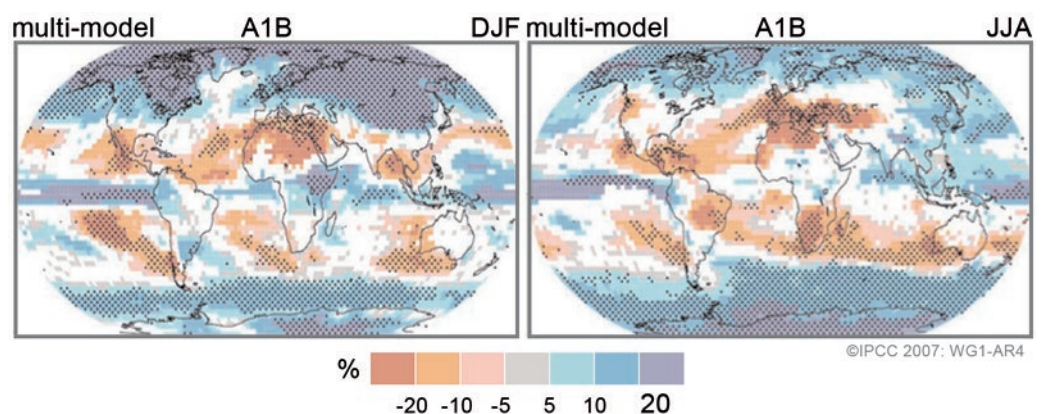 multi-model A1B DJF
multi-model A1B JJA
©IPCC 2007: WG1-AR4
%
-20 -10 -5 5 10 20